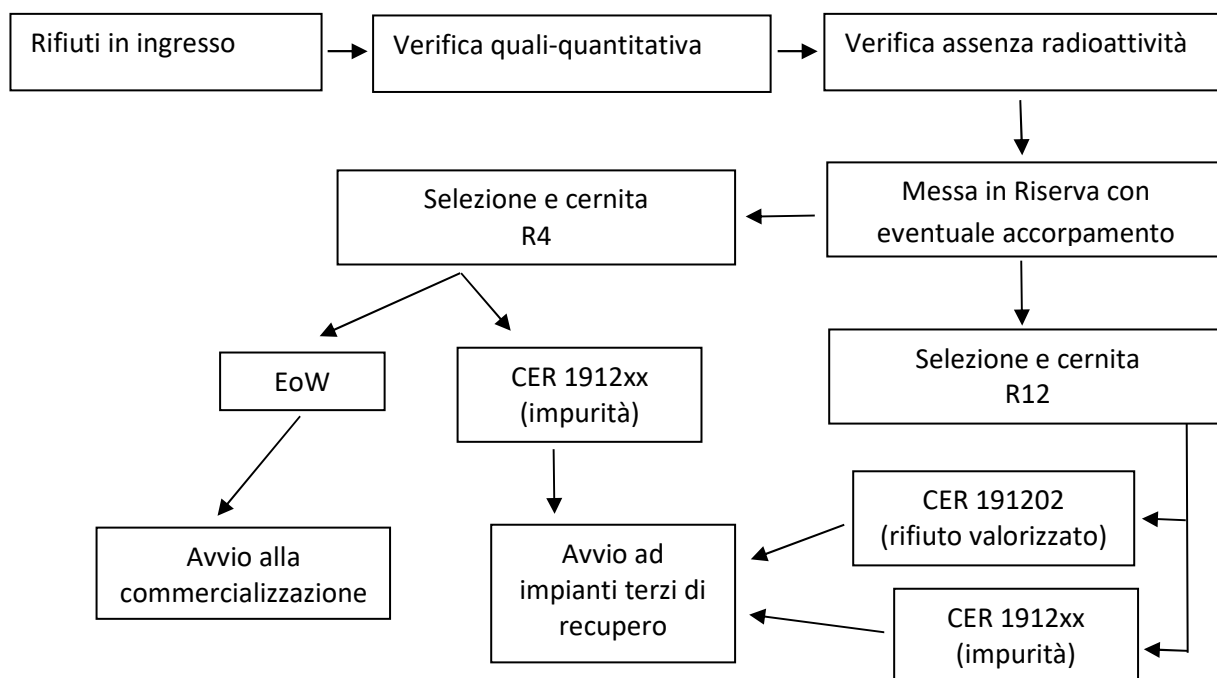 Rifiuti in ingresso
Verifica quali-quantitativa
Verifica assenza radioattività
Selezione e cernita
R4
Messa in Riserva con
eventuale accorpamento
EoW
CER 1912xx
(impurità)
Selezione e cernita
R12
Avvio alla
commercializzazione
Avvio ad
impianti terzi di
recupero
CER 191202
(rifiuto valorizzato)
CER 1912xx
(impurità)